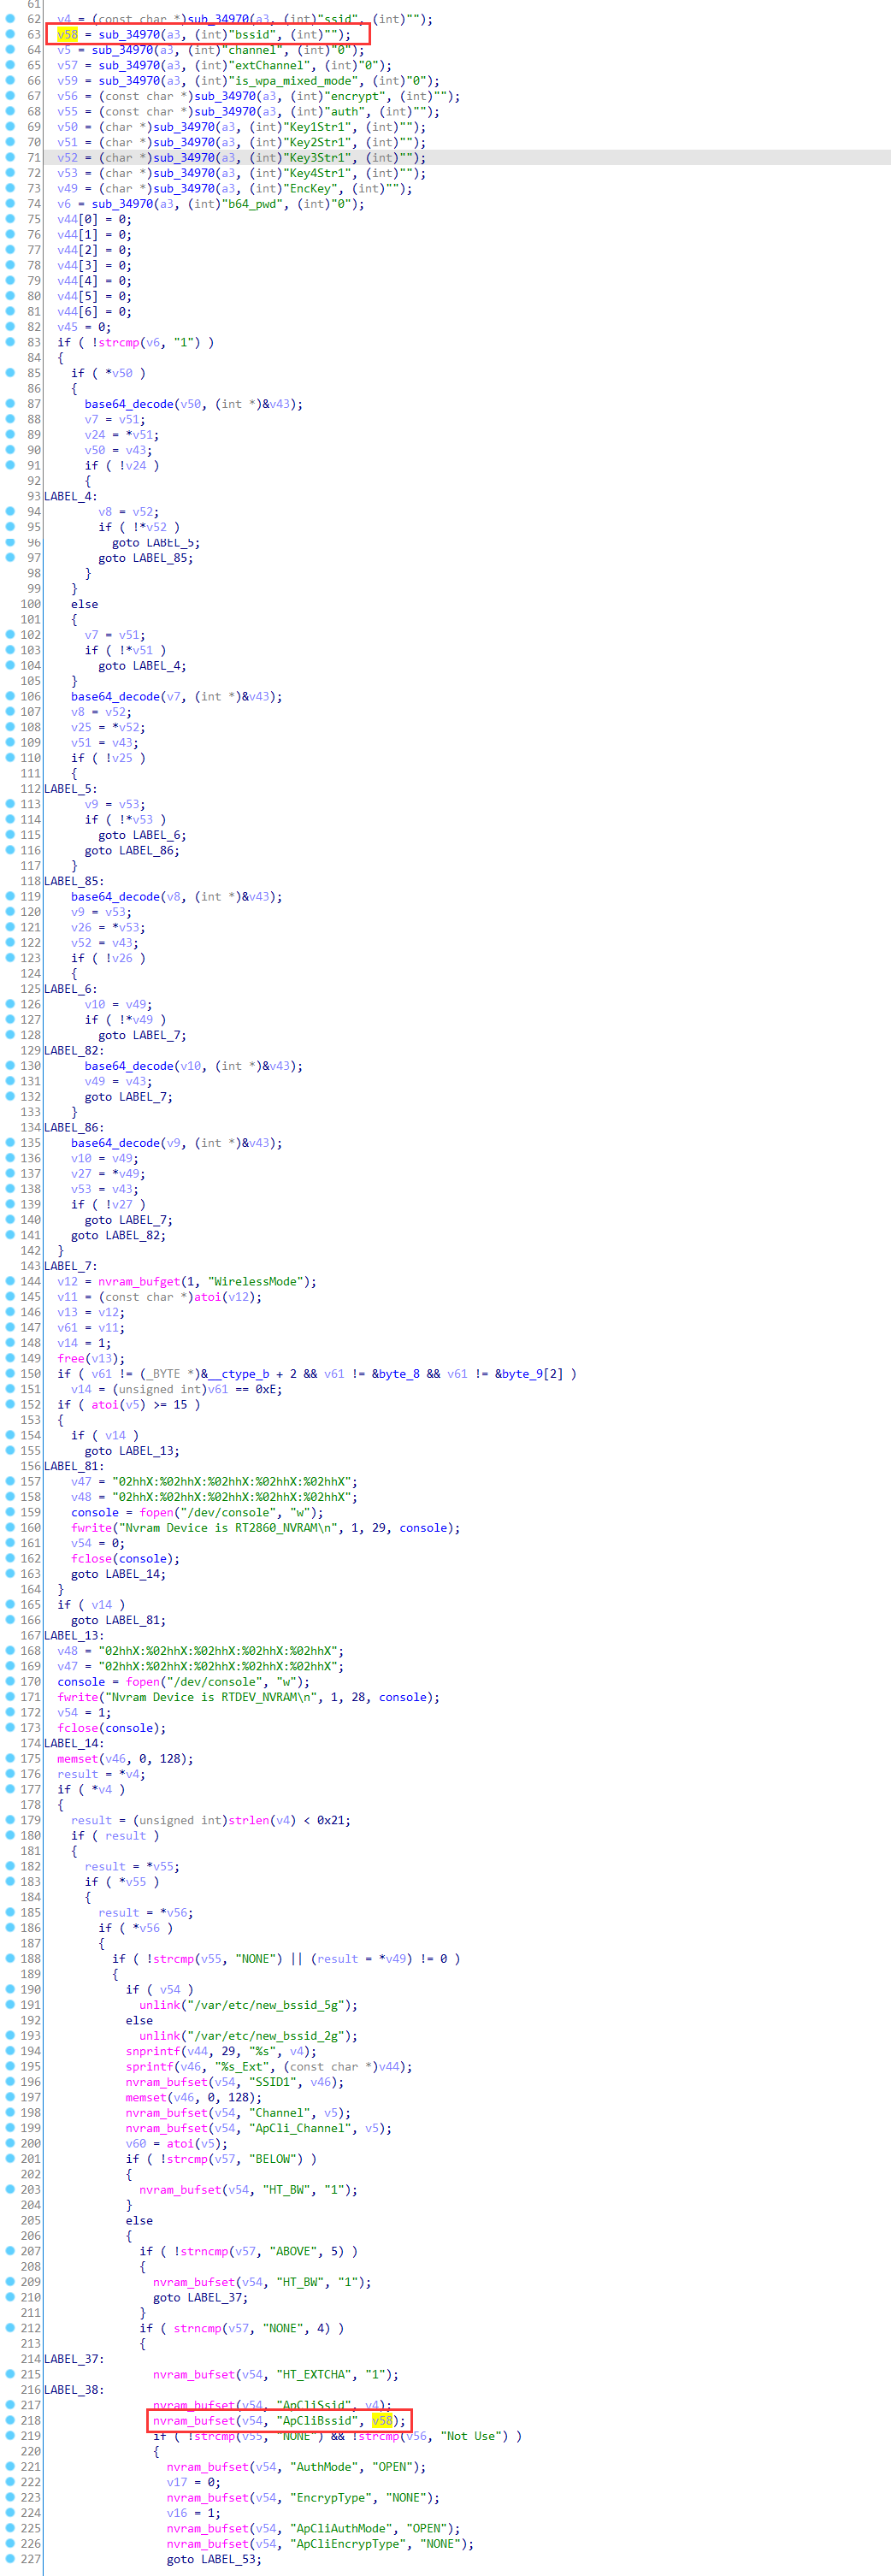 61
62 v4 = (const char *)sub_34970(a3, (int)"ssid", (int)"");
63 v58 = sub_34970(a3, (int)"bssid", (int)"");
64 v5 = sub_34970(a3, (int)"channel", (int)"0");
65 v57 = sub_34970(a3, (int)"extChannel", (int)"0");
66 v59 = sub_34970(a3, (int)"is_wpa_mixed_mode", (int)"0");
67 v56 = (const char *)sub_34970(a3, (int)"encrypt", (int)"");
68 v55 = (const char *)sub_34970(a3, (int)"auth", (int)"");
69 v50 = (char *)sub_34970(a3, (int)"Key1Str1", (int)"");
70 v51 = (char *)sub_34970(a3, (int)"Key2Str1", (int)"");
71 v52 = (char *)sub_34970(a3, (int)"Key3Str1", (int)"");
72 v53 = (char *)sub_34970(a3, (int)"Key4Str1", (int)"");
73 v49 = (char *)sub_34970(a3, (int)"EncKey", (int)"");
74 v6 = sub_34970(a3, (int)"b64_pwd", (int)"0");
75 v44[0] = 0;
76 v44[1] = 0;
77 v44[2] = 0;
78 v44[3] = 0;
79 v44[4] = 0;
80 v44[5] = 0;
81 v44[6] = 0;
82 v45 = 0;
83 if ( !strcmp(v6, "1") )
84 {
85 if ( *v50 )
86 {
87 base64_decode(v50, (int *)&v43);
88 v7 = v51;
89 v24 = *v51;
90 v50 = v43;
91 if ( !v24 )
92 {
93 LABEL_4:
94 v8 = v52;
95 if ( !*v52 )
96 goto LABEL_5;
97 goto LABEL_85;
98 }
99 }
100 else
101 {
102 v7 = v51;
103 if ( !*v51 )
104 goto LABEL_4;
105 }
106 base64_decode(v7, (int *)&v43);
107 v8 = v52;
108 v25 = *v52;
109 v51 = v43;
110 if ( !v25 )
111 {
112 LABEL_5:
113 v9 = v53;
114 if ( !*v53 )
115 goto LABEL_6;
116 goto LABEL_86;
117 }
118 LABEL_85:
119 base64_decode(v8, (int *)&v43);
120 v9 = v53;
121 v26 = *v53;
122 v52 = v43;
123 if ( !v26 )
124 {
125 LABEL_6:
126 v10 = v49;
127 if ( !*v49 )
128 goto LABEL_7;
129 LABEL_82:
130 base64_decode(v10, (int *)&v43);
131 v49 = v43;
132 goto LABEL_7;
133 }
134 LABEL_86:
135 base64_decode(v9, (int *)&v43);
136 v10 = v49;
137 v27 = *v49;
138 v53 = v43;
139 if ( !v27 )
140 goto LABEL_7;
141 goto LABEL_82;
142 }
143 LABEL_7:
144 v12 = nvram_bufget(1, "WirelessMode");
145 v11 = (const char *)atoi(v12);
146 v13 = v12;
147 v61 = v11;
148 v14 = 1;
149 free(v13);
150 if ( v61 != (_BYTE *)&__ctype_b + 2 && v61 != &byte_8 && v61 != &byte_9[2] )
151 v14 = (unsigned int)v61 == 0xE;
152 if ( atoi(v5) >= 15 )
153 {
154 if ( v14 )
155 goto LABEL_13;
156 LABEL_81:
157 v47 = "02hhX:%02hhX:%02hhX:%02hhX:%02hhX";
158 v48 = "02hhX:%02hhX:%02hhX:%02hhX:%02hhX";
159 console = fopen("/dev/console", "w");
160 fwrite("Nvram Device is RT2860_NVRAM\n", 1, 29, console);
161 v54 = 0;
162 fclose(console);
163 goto LABEL_14;
164 }
165 if ( v14 )
166 goto LABEL_81;
167 LABEL_13:
168 v48 = "02hhX:%02hhX:%02hhX:%02hhX:%02hhX";
169 v47 = "02hhX:%02hhX:%02hhX:%02hhX:%02hhX";
170 console = fopen("/dev/console", "w");
171 fwrite("Nvram Device is RTDEV_NVRAM\n", 1, 28, console);
172 v54 = 1;
173 fclose(console);
174 LABEL_14:
175 memset(v46, 0, 128);
176 result = *v4;
177 if ( *v4 )
178 {
179 result = (unsigned int)strlen(v4) < 0x21;
180 if ( result )
181 {
182 result = *v55;
183 if ( *v55 )
184 {
185 result = *v56;
186 if ( *v56 )
187 {
188 if ( !strcmp(v55, "NONE") || (result = *v49) != 0 )
189 {
190 if ( v54 )
191 unlink("/var/etc/new_bssid_5g");
192 else
193 unlink("/var/etc/new_bssid_2g");
194 snprintf(v44, 29, "%s", v4);
195 sprintf(v46, "%s_Ext", (const char *)v44);
196 nvram_bufset(v54, "SSID1", v46);
197 memset(v46, 0, 128);
198 nvram_bufset(v54, "Channel", v5);
199 nvram_bufset(v54, "ApCli_Channel", v5);
200 v60 = atoi(v5);
201 if ( !strcmp(v57, "BELOW") )
202 {
203 nvram_bufset(v54, "HT_BW", "1");
204 }
205 else
206 {
207 if ( !strncmp(v57, "ABOVE", 5) )
208 {
209 nvram_bufset(v54, "HT_BW", "1");
210 goto LABEL_37;
211 }
212 if ( strncmp(v57, "NONE", 4) )
213 {
214 LABEL_37:
215 nvram_bufset(v54, "HT_EXTCHA", "1");
216 LABEL_38:
217 nvram_bufset(v54, "ApCliSsid", v4);
218 nvram_bufset(v54, "ApCliBssid", v58);
219 if ( !strcmp(v55, "NONE") && !strcmp(v56, "Not Use") )
220 {
221 nvram_bufset(v54, "AuthMode", "OPEN");
222 v17 = 0;
223 nvram_bufset(v54, "EncrypType", "NONE");
224 v16 = 1;
225 nvram_bufset(v54, "ApCliAuthMode", "OPEN");
226 nvram_bufset(v54, "ApCliEncrypType", "NONE");
227 goto LABEL_53;